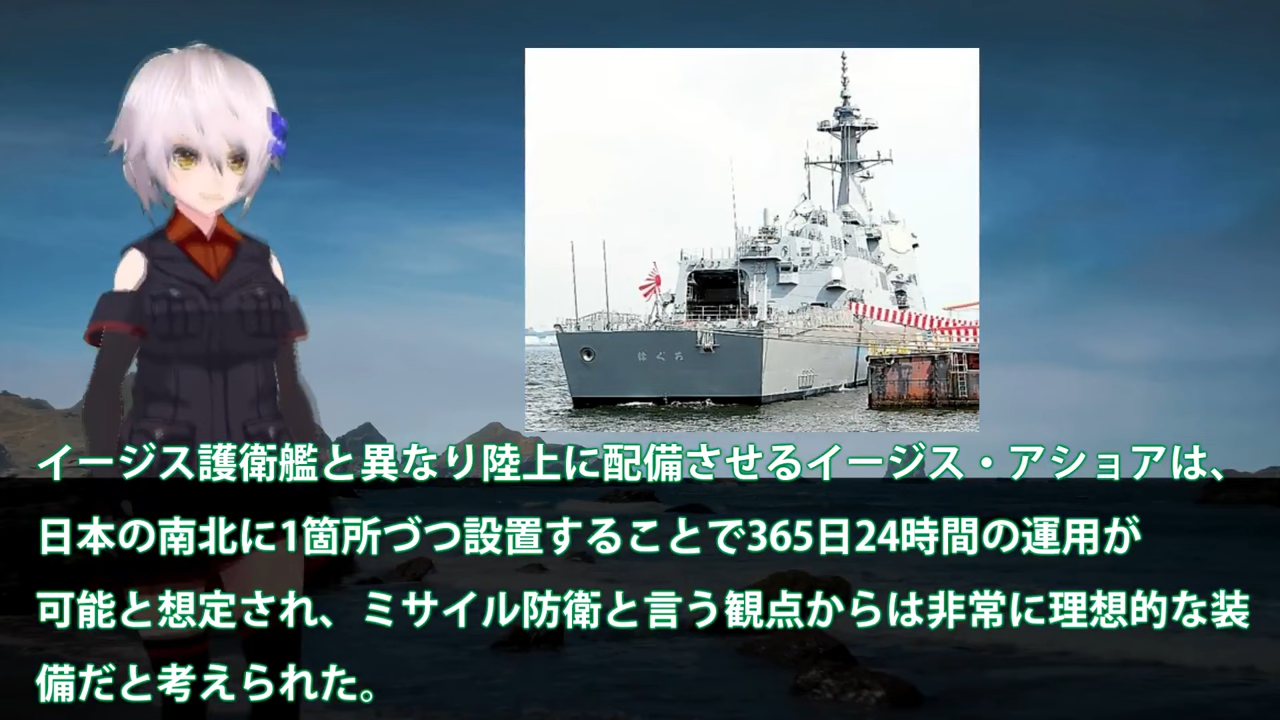 はぐろ
イージス護衛艦と異なり陸上に配備させるイージス・アショアは、
日本の南北に1箇所づつ設置することで365日24時間の運用が
可能と想定され、ミサイル防衛と言う観点からは非常に理想的な装
備だと考えられた。